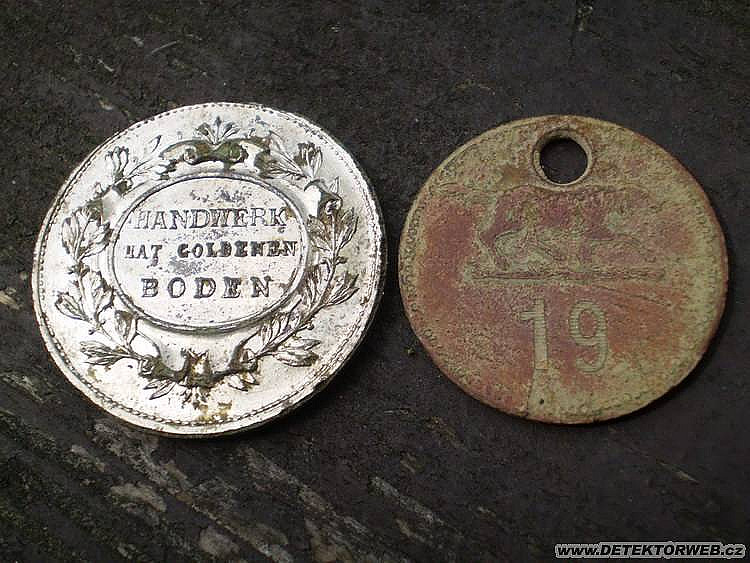 HANDWERK
HAT GOLDENEN
BODEN
19
www.DETEKTORWEB.cz